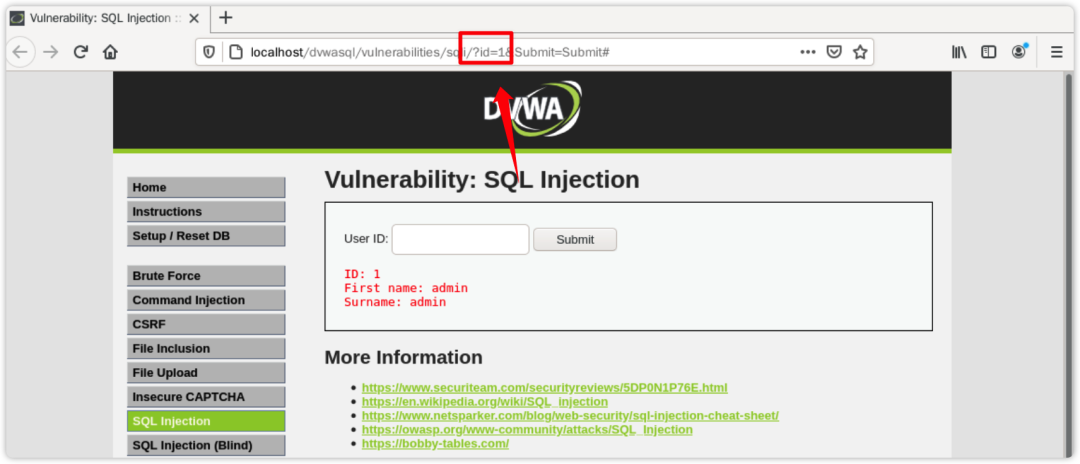 Vulnerability: SQL Injection ::
localhost/dvwasql/vulnerabilities/sqli/?id=1&Submit=Submit#
DVWA
Home
Instructions
Setup / Reset DB
Brute Force
Command Injection
CSRF
File Inclusion
File Upload
Insecure CAPTCHA
SQL Injection
SQL Injection (Blind)
Vulnerability: SQL Injection
User ID:
Submit
ID: 1
First name: admin
Surname: admin
More Information
https://www.securiteam.com/securityreviews/5DP0N1P76E.html
https://en.wikipedia.org/wiki/SQL_injection
https://www.netsparker.com/blog/web-security/sql-injection-cheat-sheet/
https://owasp.org/www-community/attacks/SQL_Injection
https://bobby-tables.com/